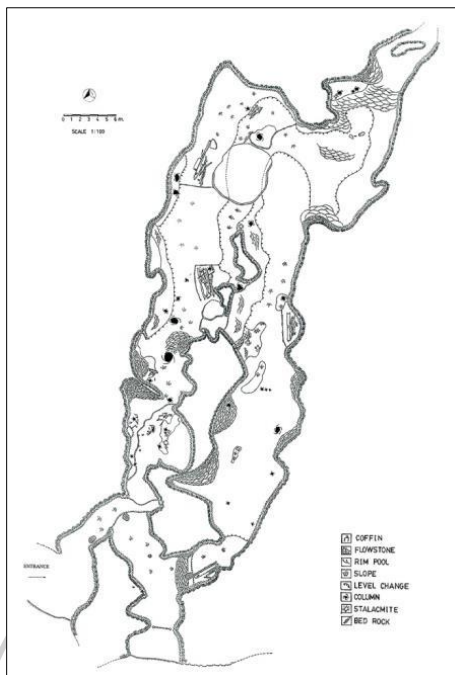 0 1 2 3 4 5 6 m.
SCALE 1:100
ENTRANCE
COFFIN
FLOWSTONE
RIM POOL
SLOPE
LEVEL CHANGE
COLUMN
STALACMITE
BED ROCK